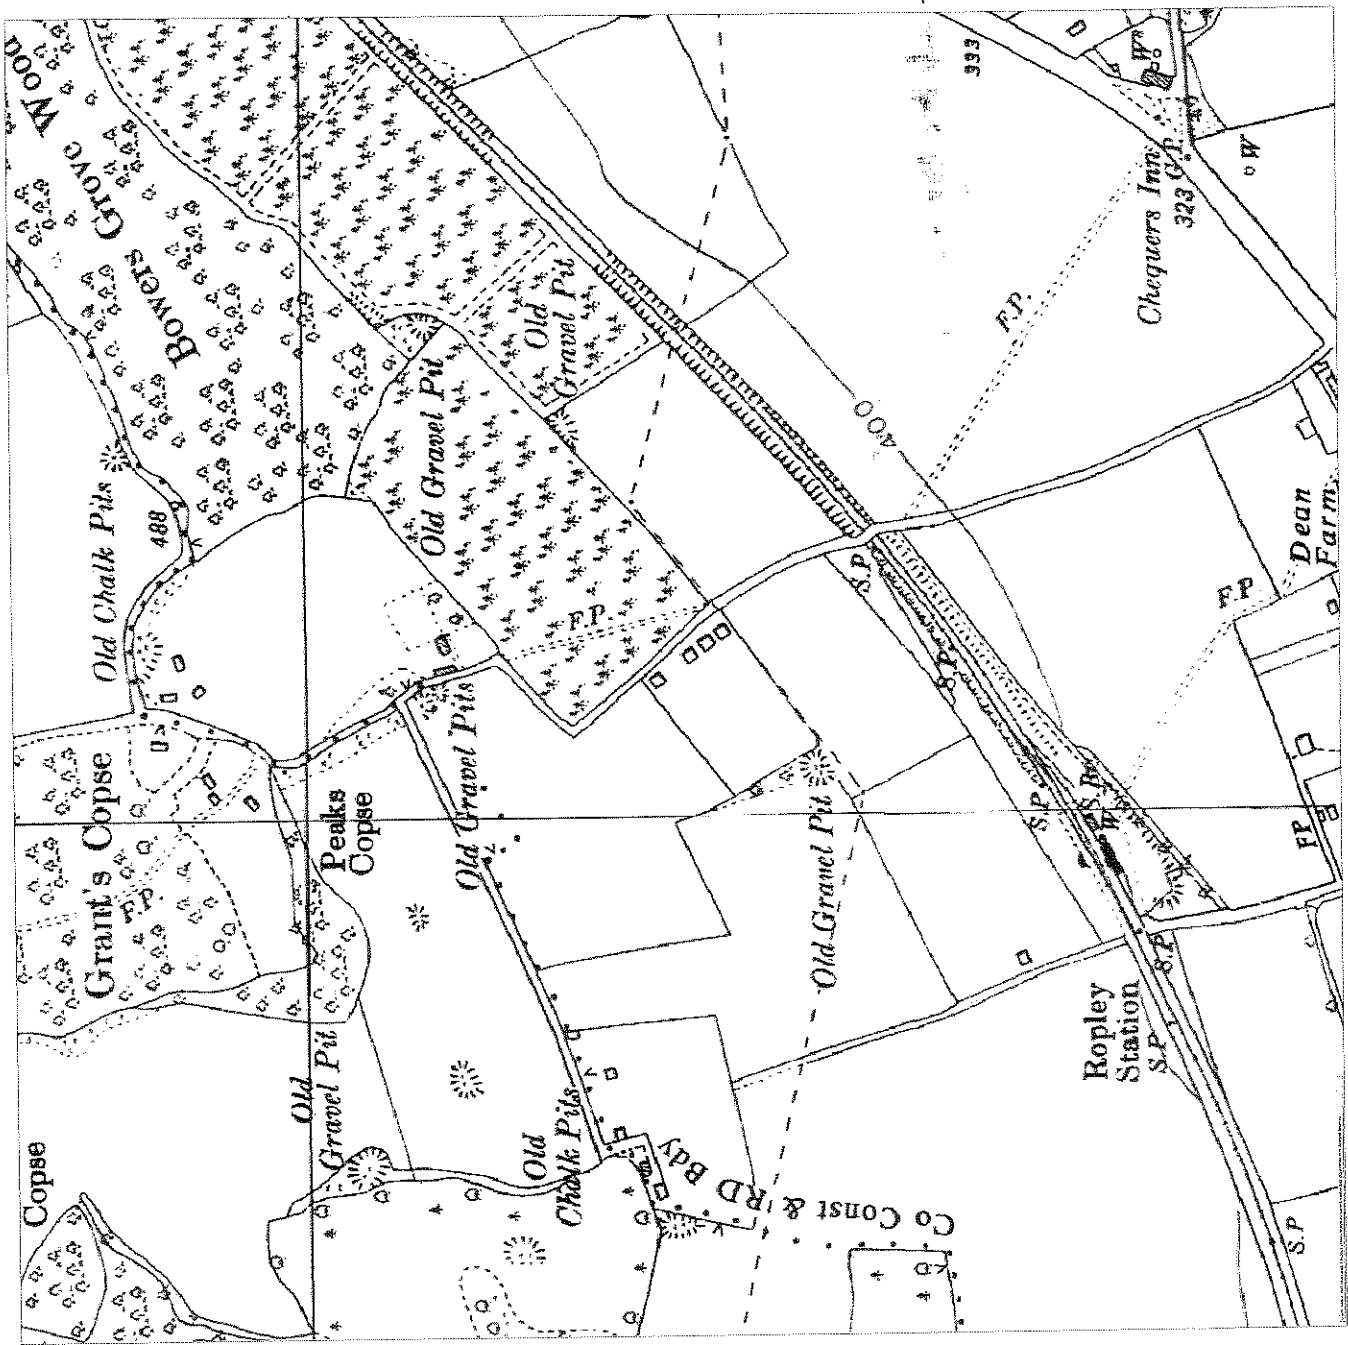 Bowers Grove Wood
Old Chalk Pits
488
Old
Gravel Pit
Old Gravel Pit
333
W
Chequers Inn
323
G.P.
W
F.P.
400
Grant's Copse
F.P.
Peaks
Copse
Old Gravel Pits
F.P.
S.P
S.P.
S.P.
F.P
Dean
Farm
FP
Old Gravel Pit
W
S.P
Ropley
Station
S.P
S.P
Copse
Old
Gravel Pit
Old
Chalk Pits
Co Const & RD Bdy